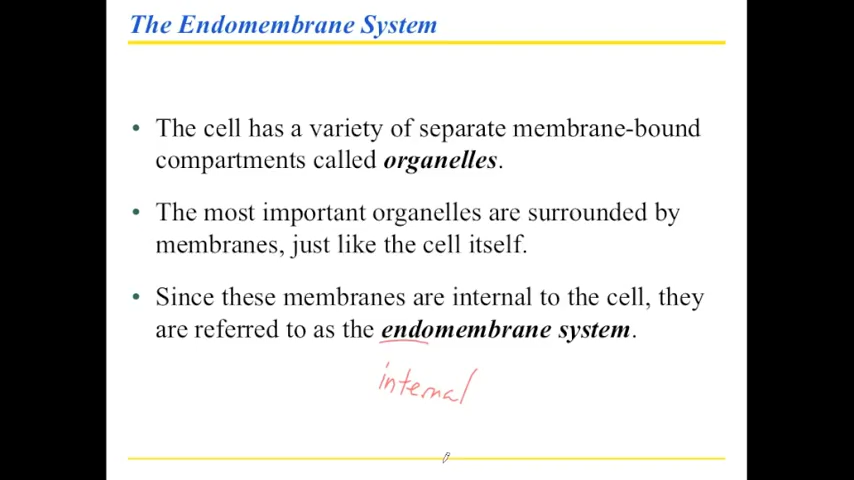 The Endomembrane System
• The cell has a variety of separate membrane-bound
compartments called organelles.
• The most important organelles are surrounded by
membranes, just like the cell itself.
• Since these membranes are internal to the cell, they
are referred to as the endomembrane system.
internal